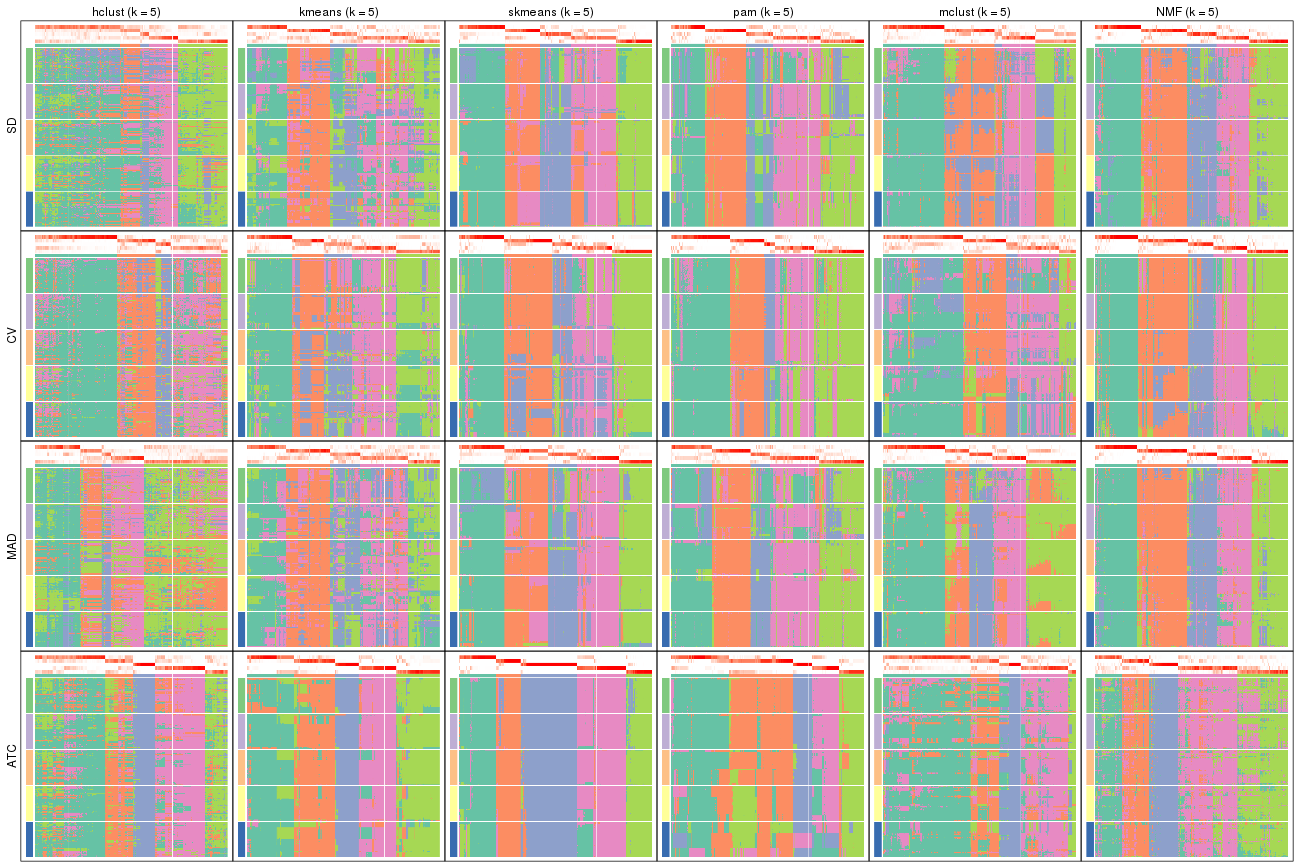 hclust (k = 5)
kmeans (k = 5)
skmeans (k = 5)
pam (k = 5)
mclust (k = 5)
NMF (k = 5)
SD
CV
MAD
ATC